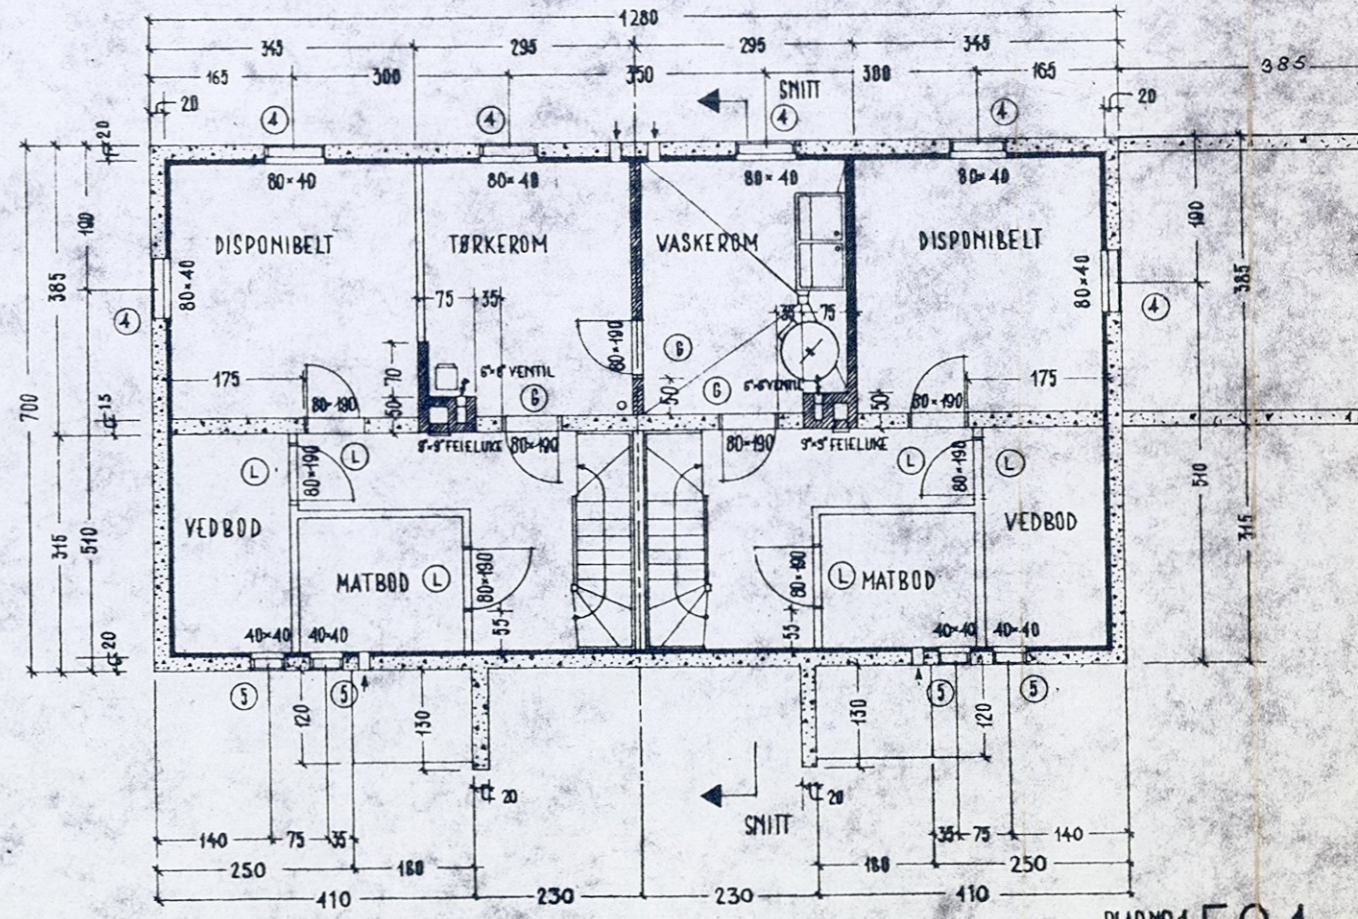 1280
345 295 295 345
165 300 350 300 165 385
20 SNITT 20
4 4 4 4
20
80×40 80×40 80×40 80×40
190 190
DISPONIBELT TØRKEROM VASKEROM DISPONIBELT
385 80×40 80×40 385
75 35 35 75
4 4
80×190 G
6"×6" VENTIL 6"×6" VENTIL
175 70 175
700 15 50 80×190 G G 50 50 80×190
9"×9" FEIELUKE 80×190 80×190 9"×9" FEIELUKE
L 80×190 L L 80×190 L
510
VEDBOD VEDBOD
315 510 315
MATBOD L 80×190 80×190 L MATBOD
20 40×40 40×40 55 55 40×40 40×40
5 5 5 5
120 130 130 120
20 20
SNITT
140 75 35 35 75 140
250 180 180 250
410 230 230 410